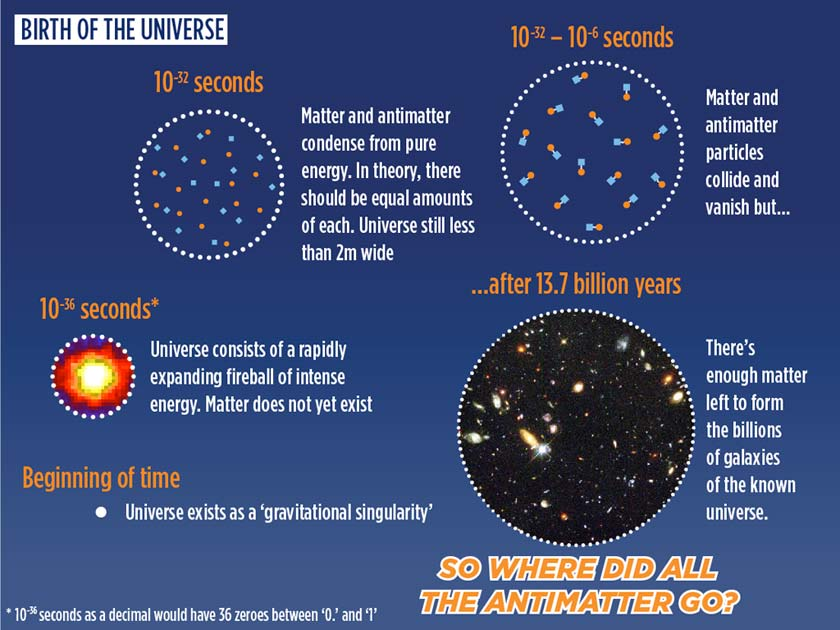 BIRTH OF THE UNIVERSE
10⁻³² seconds
Matter and antimatter
condense from pure
energy. In theory, there
should be equal amounts
of each. Universe still less
than 2m wide
10⁻³² – 10⁻⁶ seconds
Matter and
antimatter
particles
collide and
vanish but...
10⁻³⁶ seconds*
Universe consists of a rapidly
expanding fireball of intense
energy. Matter does not yet exist
...after 13.7 billion years
There's
enough matter
left to form
the billions
of galaxies
of the known
universe.
Beginning of time
Universe exists as a ‘gravitational singularity’
SO WHERE DID ALL
THE ANTIMATTER GO?
* 10⁻³⁶ seconds as a decimal would have 36 zeroes between ‘0.’ and ‘1’